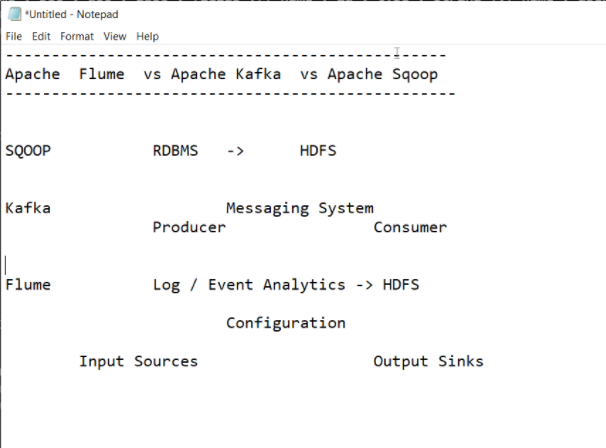 *Untitled - Notepad
File Edit Format View Help
------------------------------------------------
Apache  Flume  vs Apache Kafka  vs Apache Sqoop
-------------------------------------------------
SQOOP           RDBMS   ->      HDFS
Kafka                   Messaging System
                Producer                Consumer
Flume           Log / Event Analytics -> HDFS
                        Configuration
        Input Sources                   Output Sinks